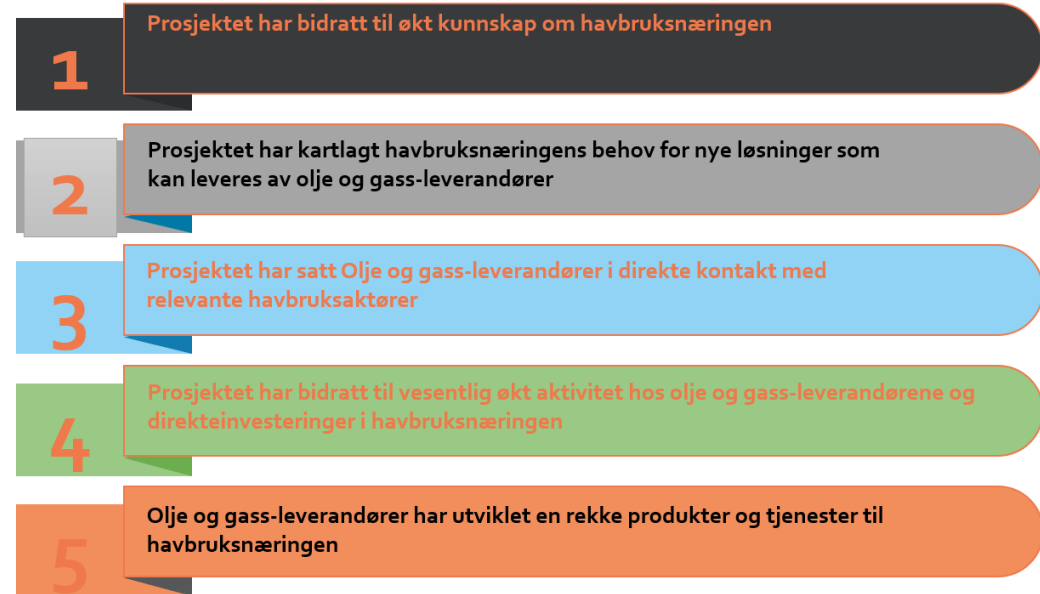 1
Prosjektet har bidratt til økt kunnskap om havbruksnæringen
2
Prosjektet har kartlagt havbruksnæringens behov for nye løsninger som
kan leveres av olje og gass-leverandører
3
Prosjektet har satt Olje og gass-leverandører i direkte kontakt med
relevante havbruksaktører
4
Prosjektet har bidratt til vesentlig økt aktivitet hos olje og gass-leverandørene og
direkteinvesteringer i havbruksnæringen
5
Olje og gass-leverandører har utviklet en rekke produkter og tjenester til
havbruksnæringen